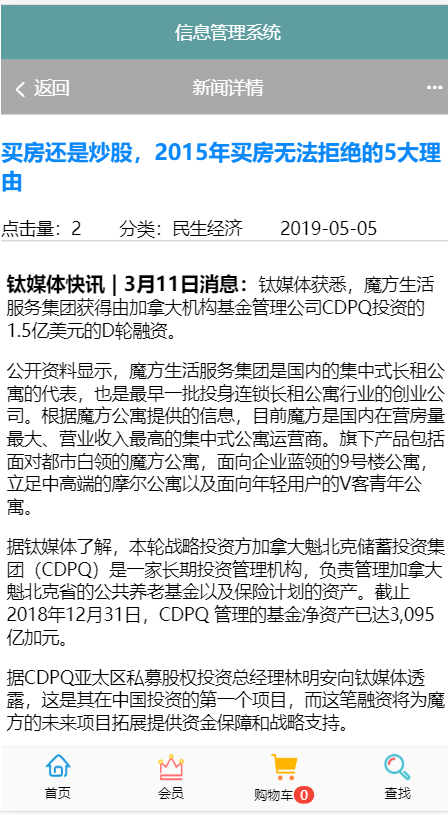 信息管理系统
返回 新闻详情 ...
买房还是炒股，2015年买房无法拒绝的5大理
由
点击量：2 分类：民生经济 2019-05-05
钛媒体快讯 | 3月11日消息：钛媒体获悉，魔方生活
服务集团获得由加拿大机构基金管理公司CDPQ投资的
1.5亿美元的D轮融资。
公开资料显示，魔方生活服务集团是国内的集中式长租公
寓的代表，也是最早一批投身连锁长租公寓行业的创业公
司。根据魔方公寓提供的信息，目前魔方是国内在营房量
最大、营业收入最高的集中式公寓运营商。旗下产品包括
面对都市白领的魔方公寓，面向企业蓝领的9号楼公寓，
立足中高端的摩尔公寓以及面向年轻用户的V客青年公
寓。
据钛媒体了解，本轮战略投资方加拿大魁北克储蓄投资集
团（CDPQ）是一家长期投资管理机构，负责管理加拿大
魁北克省的公共养老基金以及保险计划的资产。截止
2018年12月31日，CDPQ 管理的基金净资产已达3,095
亿加元。
据CDPQ亚太区私募股权投资总经理林明安向钛媒体透
露，这是其在中国投资的第一个项目，而这笔融资将为魔
方的未来项目拓展提供资金保障和战略支持。
首页 会员 购物车 0 查找